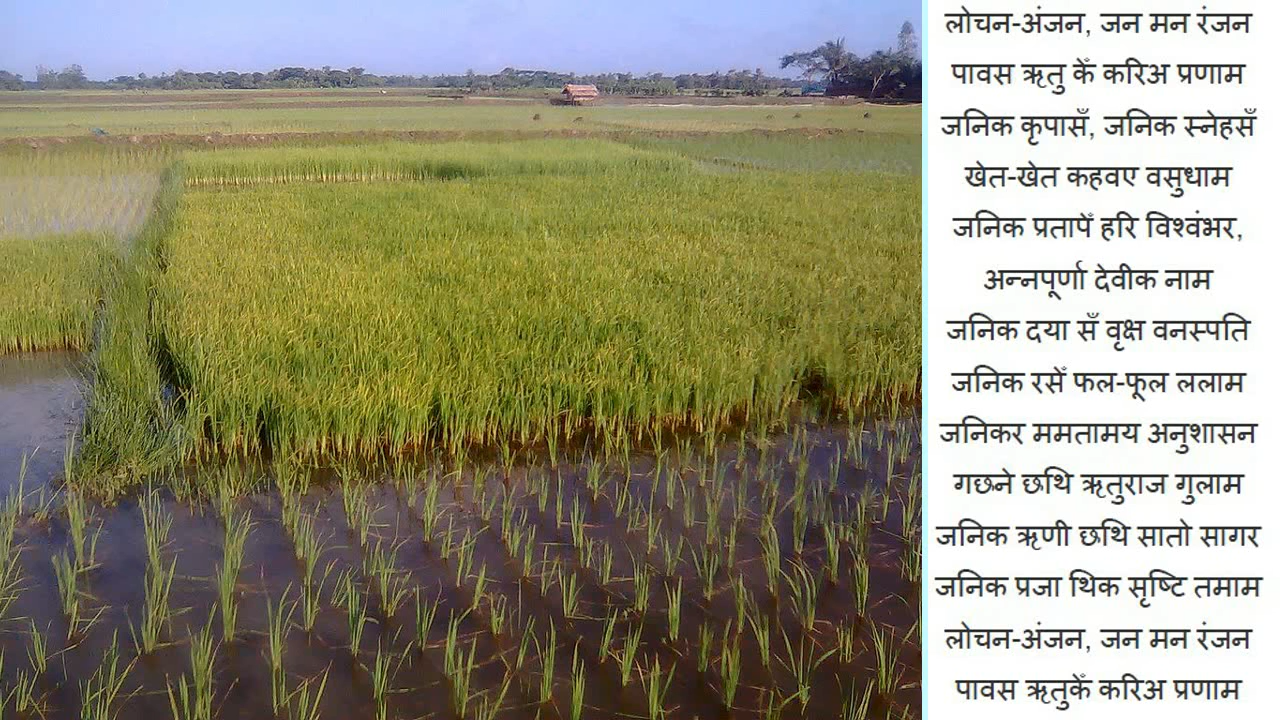 लोचन-अंजन, जन मन रंजन
पावस ऋतु केँ करिअ प्रणाम
जनिक कृपासँ, जनिक स्नेहसँ
खेत-खेत कहवए वसुधाम
जनिक प्रतापेँ हरि विश्वंभर,
अन्नपूर्णा देवीक नाम
जनिक दया सँ वृक्ष वनस्पति
जनिक रसेँ फल-फूल ललाम
जनिकर ममतामय अनुशासन
गछने छथि ऋतुराज गुलाम
जनिक ऋणी छथि सातो सागर
जनिक प्रजा थिक सृष्टि तमाम
लोचन-अंजन, जन मन रंजन
पावस ऋतुकेँ करिअ प्रणाम